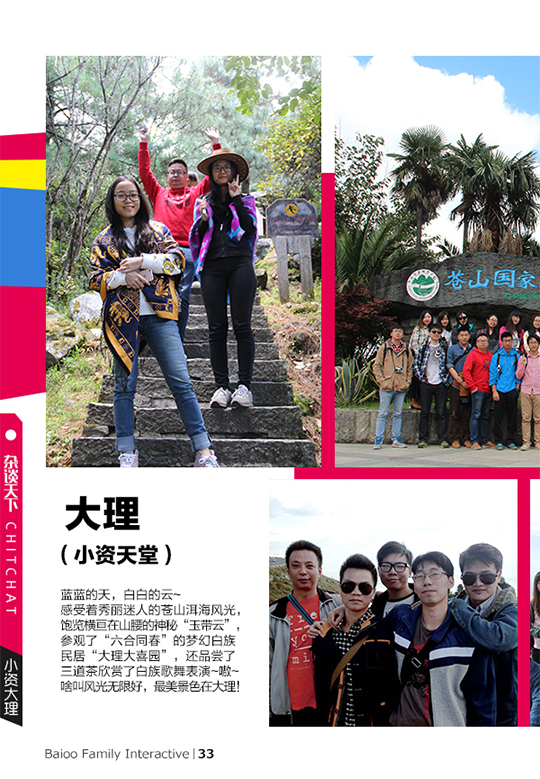 苍山国家
杂谈天下 CHITCHAT
小资大理
大理
（小资天堂）
蓝蓝的天，白白的云~
感受着秀丽迷人的苍山洱海风光，
饱览横亘在山腰的神秘“玉带云”，
参观了“六合同春”的梦幻白族
民居“大理大喜园”，还品尝了
三道茶欣赏了白族歌舞表演~嗷~
啥叫风光无限好，最美景色在大理！
Baioo Family Interactive | 33